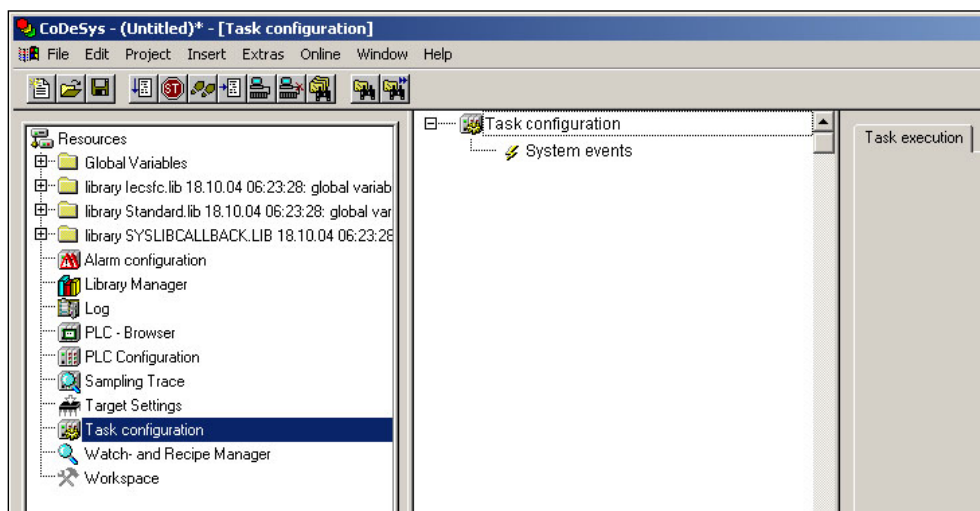 CoDeSys - (Untitled)* - [Task configuration]
File Edit Project Insert Extras Online Window Help
ST
Resources
Global Variables
library Iecsfc.lib 18.10.04 06:23:28: global variab
library Standard.lib 18.10.04 06:23:28: global var
library SYSLIBCALLBACK.LIB 18.10.04 06:23:28
Alarm configuration
Library Manager
Log
PLC - Browser
PLC Configuration
Sampling Trace
Target Settings
Task configuration
Watch- and Recipe Manager
Workspace
Task configuration
System events
Task execution